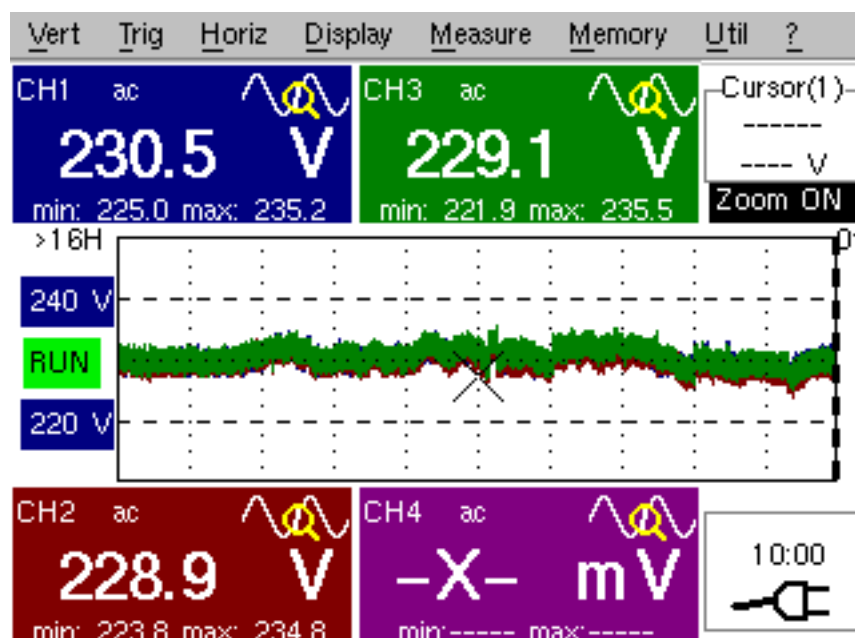 Vert Trig Horiz Display Measure Memory Util ?
CH1 ac
230.5 V
min: 225.0 max: 235.2
CH3 ac
229.1 V
min: 221.9 max: 235.5
Cursor(1)
------
---- V
Zoom ON
>16H
240 V
RUN
220 V
CH2 ac
228.9 V
min: 223.8 max: 234.8
CH4 ac
-X- mV
min:----- max:-----
10:00